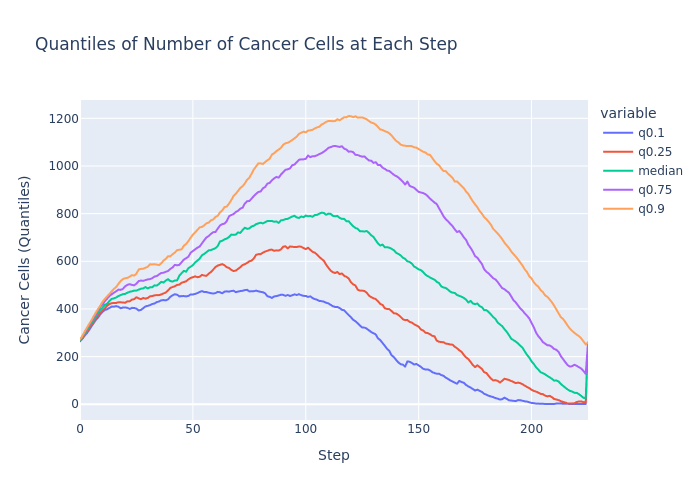 Quantiles of Number of Cancer Cells at Each Step
Cancer Cells (Quantiles)
1200
1000
800
600
400
200
0
0 50 100 150 200
Step
variable
q0.1
q0.25
median
q0.75
q0.9